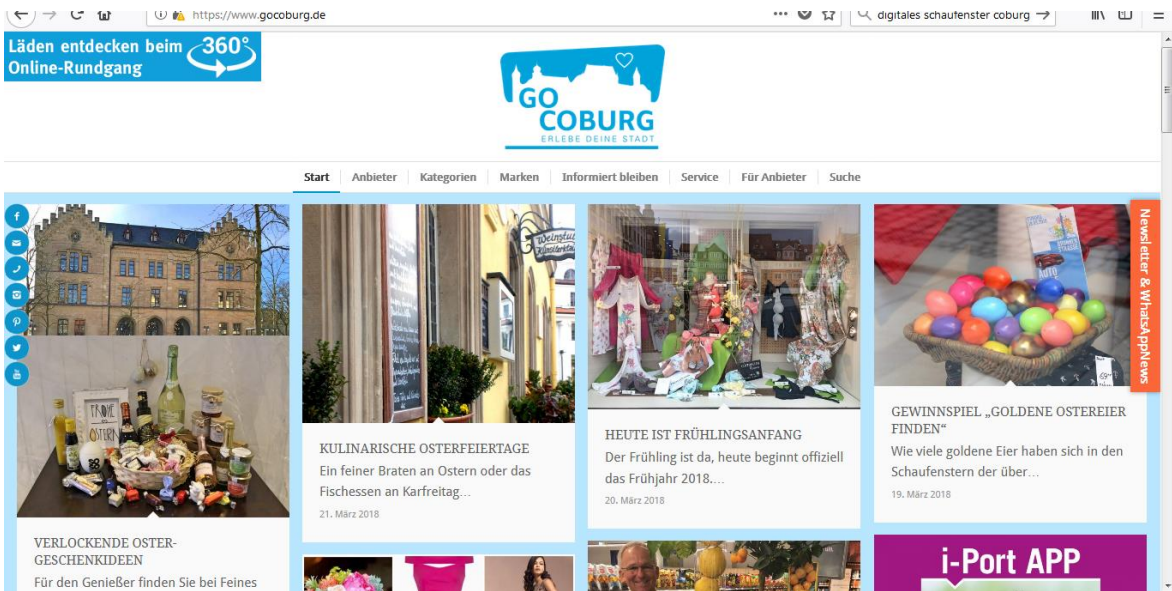 https://www.gocoburg.de
digitales schaufenster coburg
Läden entdecken beim 360°
Online-Rundgang
GO
COBURG
ERLEBE DEINE STADT
Start
Anbieter
Kategorien
Marken
Informiert bleiben
Service
Für Anbieter
Suche
Newsletter & WhatsAppNews
FROHE
OSTERN
VERLOCKENDE OSTER-
GESCHENKIDEEN
Für den Genießer finden Sie bei Feines
KULINARISCHE OSTERFEIERTAGE
Ein feiner Braten an Ostern oder das
Fischessen an Karfreitag…
21. März 2018
HEUTE IST FRÜHLINGSANFANG
Der Frühling ist da, heute beginnt offiziell
das Frühjahr 2018.…
20. März 2018
AUTO
GEWINNSPIEL „GOLDENE OSTEREIER
FINDEN“
Wie viele goldene Eier haben sich in den
Schaufenstern der über…
19. März 2018
i-Port APP